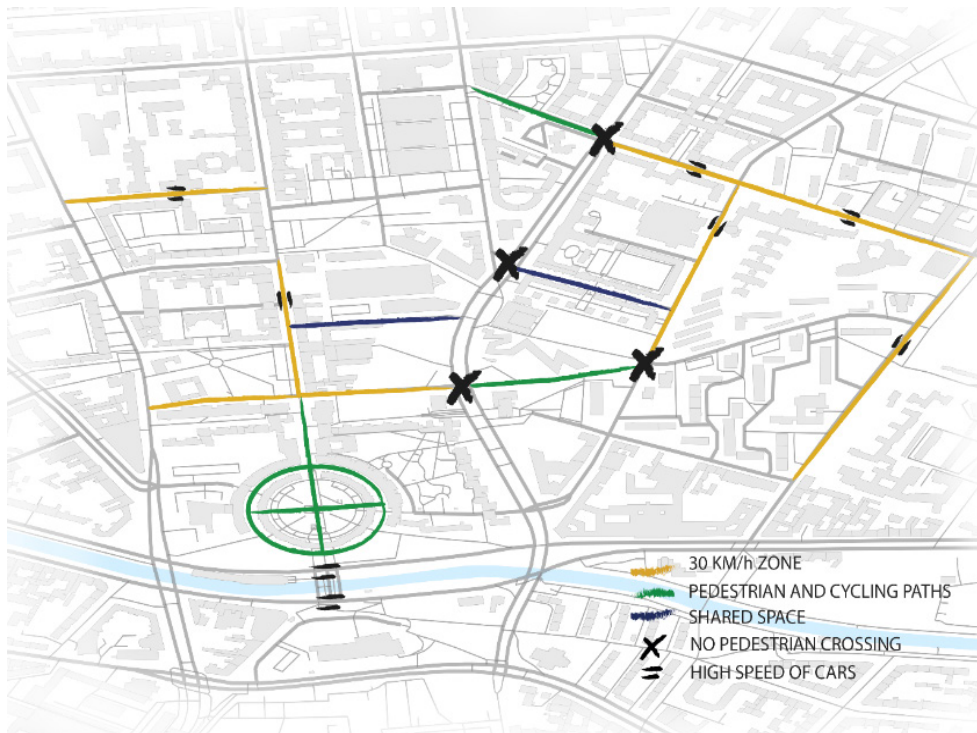 30 KM/h ZONE
PEDESTRIAN AND CYCLING PATHS
SHARED SPACE
NO PEDESTRIAN CROSSING
HIGH SPEED OF CARS